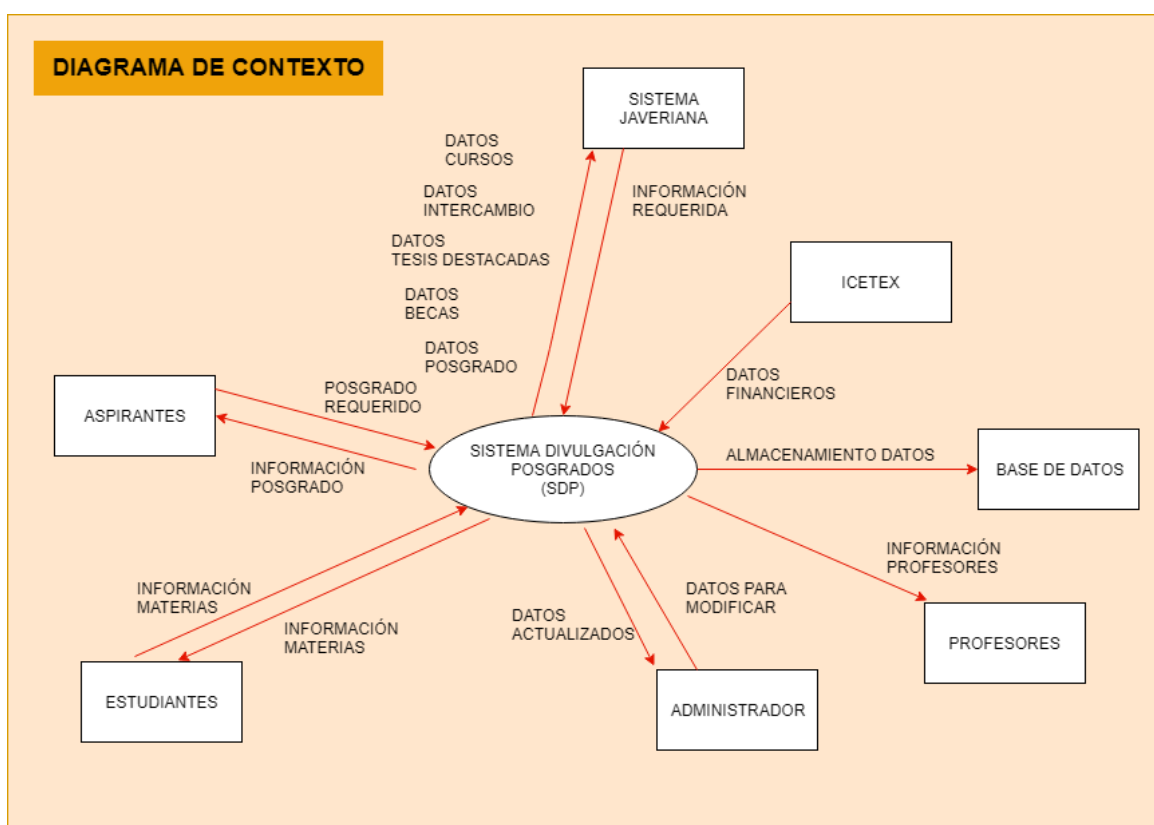 DIAGRAMA DE CONTEXTO
SISTEMA
JAVERIANA
DATOS
CURSOS
DATOS
INTERCAMBIO
INFORMACIÓN
REQUERIDA
DATOS
TESIS DESTACADAS
ICETEX
DATOS
BECAS
DATOS
POSGRADO
DATOS
FINANCIEROS
ASPIRANTES
POSGRADO
REQUERIDO
INFORMACIÓN
POSGRADO
SISTEMA DIVULGACIÓN
POSGRADOS
(SDP)
ALMACENAMIENTO DATOS
BASE DE DATOS
INFORMACIÓN
PROFESORES
INFORMACIÓN
MATERIAS
INFORMACIÓN
MATERIAS
DATOS
ACTUALIZADOS
DATOS PARA
MODIFICAR
PROFESORES
ESTUDIANTES
ADMINISTRADOR